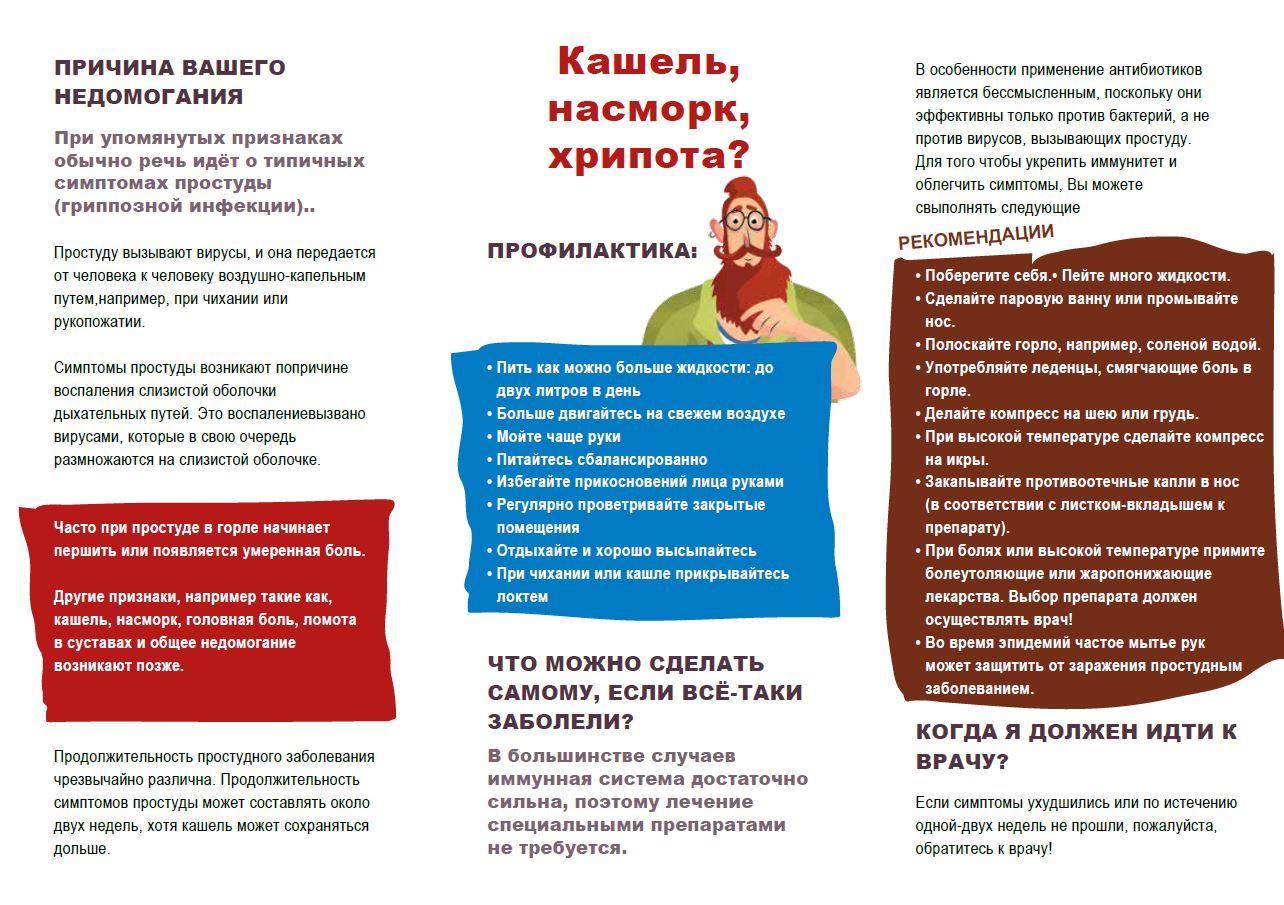 ПРИЧИНА ВАШЕГО
НЕДОМОГАНИЯ
При упомянутых признаках
обычно речь идёт о типичных
симптомах простуды
(гриппозной инфекции)..
Простуду вызывают вирусы, и она передается
от человека к человеку воздушно-капельным
путем,например, при чихании или
рукопожатии.
Симптомы простуды возникают попричине
воспаления слизистой оболочки
дыхательных путей. Это воспалениевызвано
вирусами, которые в свою очередь
размножаются на слизистой оболочке.
Часто при простуде в горле начинает
першить или появляется умеренная боль.
Другие признаки, например такие как,
кашель, насморк, головная боль, ломота
в суставах и общее недомогание
возникают позже.
Продолжительность простудного заболевания
чрезвычайно различна. Продолжительность
симптомов простуды может составлять около
двух недель, хотя кашель может сохраняться
дольше.
Кашель,
насморк,
хрипота?
ПРОФИЛАКТИКА:
• Пить как можно больше жидкости: до
двух литров в день
• Больше двигайтесь на свежем воздухе
• Мойте чаще руки
• Питайтесь сбалансированно
• Избегайте прикосновений лица руками
• Регулярно проветривайте закрытые
помещения
• Отдыхайте и хорошо высыпайтесь
• При чихании или кашле прикрывайтесь
локтем
ЧТО МОЖНО СДЕЛАТЬ
САМОМУ, ЕСЛИ ВСЁ-ТАКИ
ЗАБОЛЕЛИ?
В большинстве случаев
иммунная система достаточно
сильна, поэтому лечение
специальными препаратами
не требуется.
В особенности применение антибиотиков
является бессмысленным, поскольку они
эффективны только против бактерий, а не
против вирусов, вызывающих простуду.
Для того чтобы укрепить иммунитет и
облегчить симптомы, Вы можете
свыполнять следующие
РЕКОМЕНДАЦИИ
• Поберегите себя.• Пейте много жидкости.
• Сделайте паровую ванну или промывайте
нос.
• Полоскайте горло, например, соленой водой.
• Употребляйте леденцы, смягчающие боль в
горле.
• Делайте компресс на шею или грудь.
• При высокой температуре сделайте компресс
на икры.
• Закапывайте противоотечные капли в нос
(в соответствии с листком-вкладышем к
препарату).
• При болях или высокой температуре примите
болеутоляющие или жаропонижающие
лекарства. Выбор препарата должен
осуществлять врач!
• Во время эпидемий частое мытье рук
может защитить от заражения простудным
заболеванием.
КОГДА Я ДОЛЖЕН ИДТИ К
ВРАЧУ?
Если симптомы ухудшились или по истечению
одной-двух недель не прошли, пожалуйста,
обратитесь к врачу!